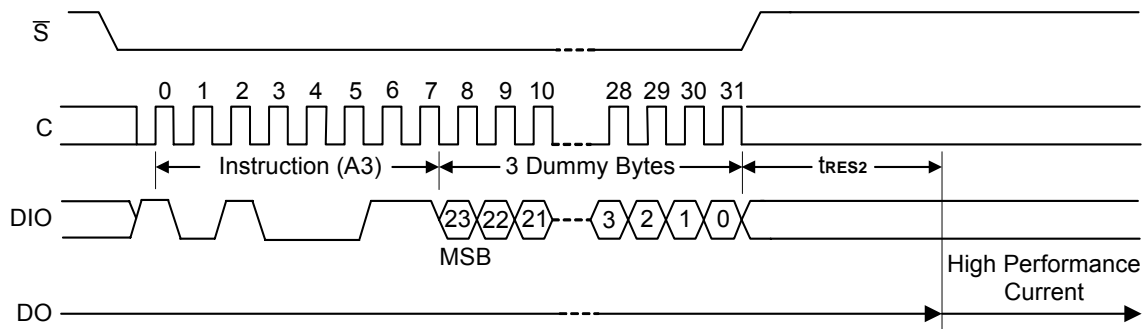 S̅
0 1 2 3 4 5 6 7 8 9 10 28 29 30 31
C
Instruction (A3) 3 Dummy Bytes tRES2
DIO 23 22 21 3 2 1 0
MSB
High Performance
Current
DO